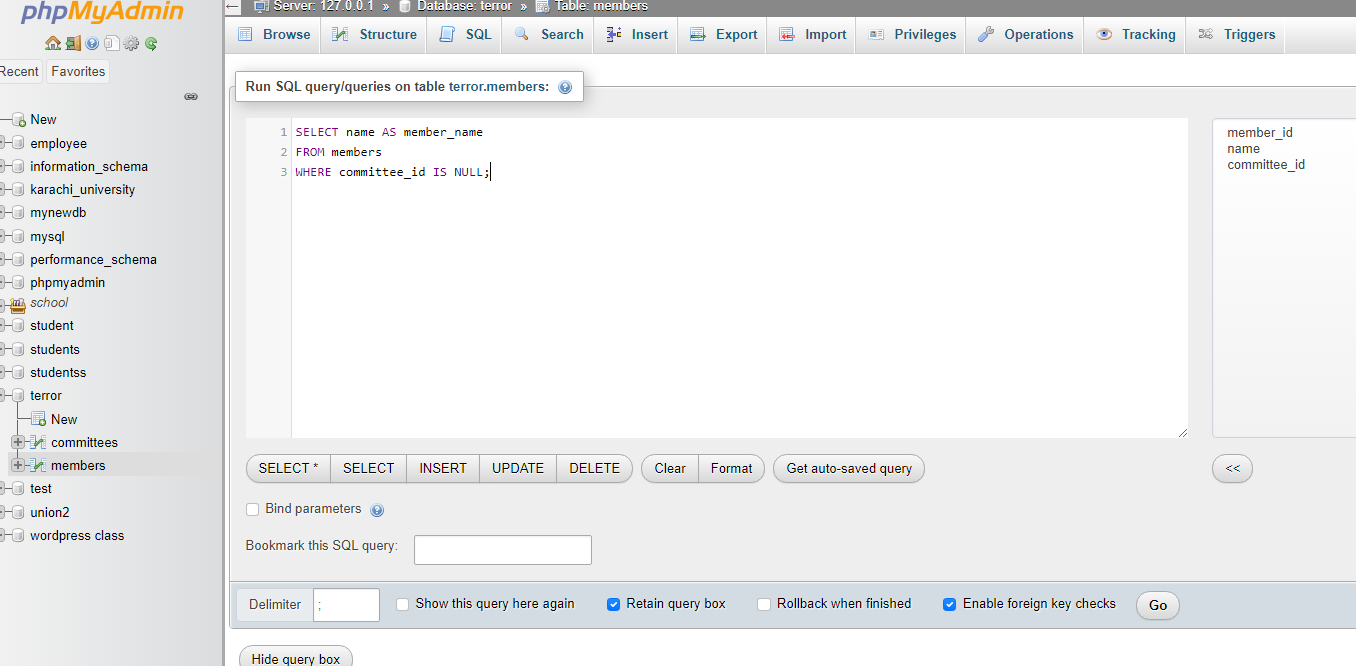 phpMyAdmin
Recent Favorites
New
employee
information_schema
karachi_university
mynewdb
mysql
performance_schema
phpmyadmin
school
student
students
studentss
terror
New
committees
members
test
union2
wordpress class
Server: 127.0.0.1 » Database: terror » Table: members
Browse Structure SQL Search Insert Export Import Privileges Operations Tracking Triggers
Run SQL query/queries on table terror.members:
1 SELECT name AS member_name
2 FROM members
3 WHERE committee_id IS NULL;
member_id
name
committee_id
SELECT * SELECT INSERT UPDATE DELETE Clear Format Get auto-saved query <<
Bind parameters
Bookmark this SQL query:
Delimiter ; Show this query here again Retain query box Rollback when finished Enable foreign key checks Go
Hide query box